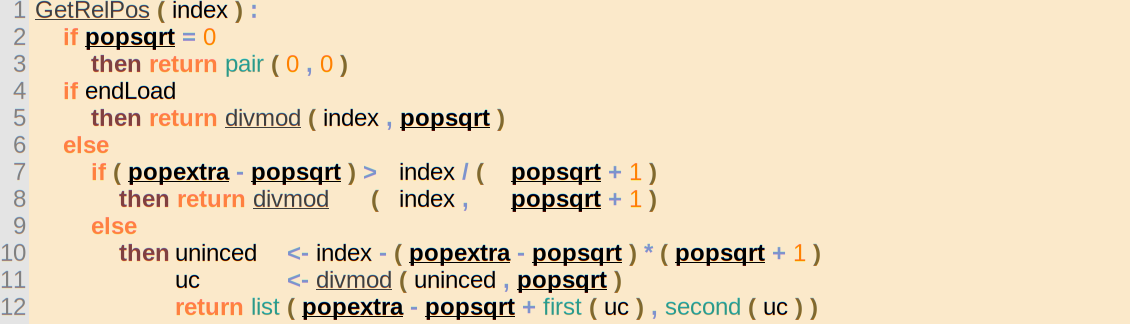 1 GetRelPos ( index ) :
2 if popsqrt = 0
3 then return pair ( 0 , 0 )
4 if endLoad
5 then return divmod ( index , popsqrt )
6 else
7 if ( popextra - popsqrt ) > index / ( popsqrt + 1 )
8 then return divmod ( index , popsqrt + 1 )
9 else
10 then uninced <- index - ( popextra - popsqrt ) * ( popsqrt + 1 )
11 uc <- divmod ( uninced , popsqrt )
12 return list ( popextra - popsqrt + first ( uc ) , second ( uc ) )